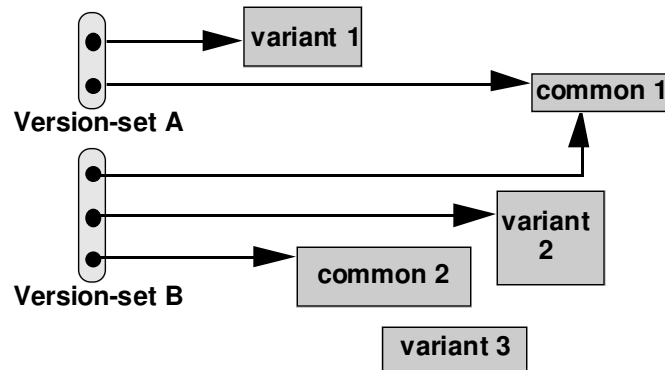 variant 1
common 1
Version-set A
variant
2
common 2
Version-set B
variant 3